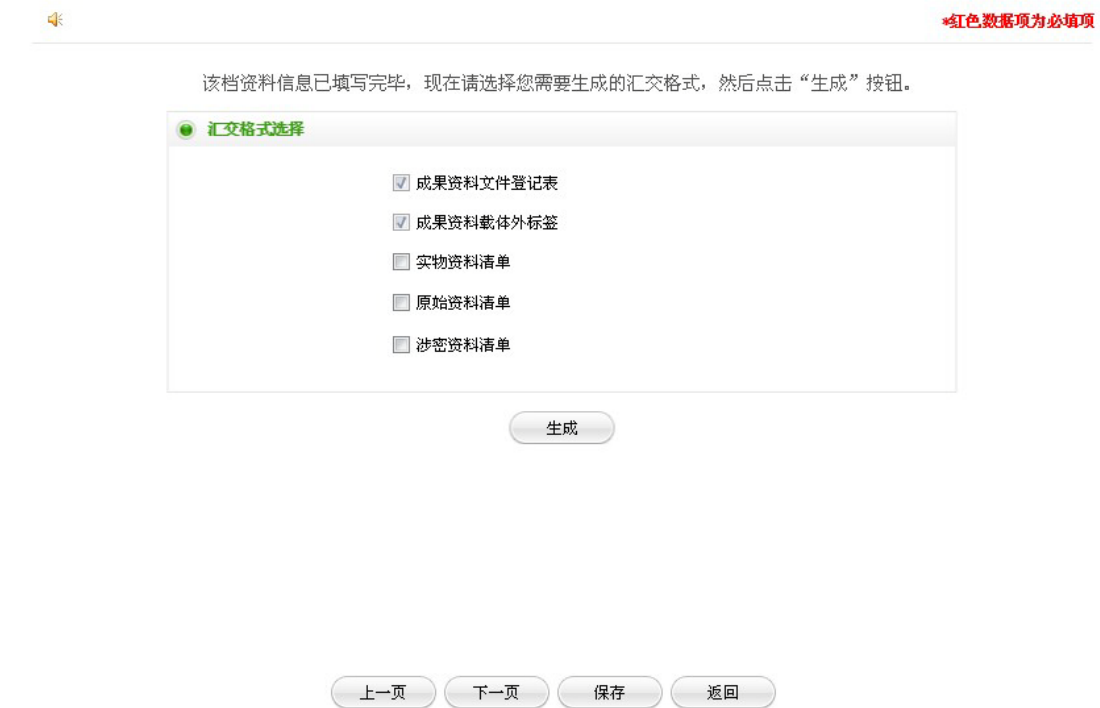 *红色数据项为必填项
该档资料信息已填写完毕，现在请选择您需要生成的汇交格式，然后点击“生成”按钮。
汇交格式选择
成果资料文件登记表
成果资料载体外标签
实物资料清单
原始资料清单
涉密资料清单
生成
上一页 下一页 保存 返回